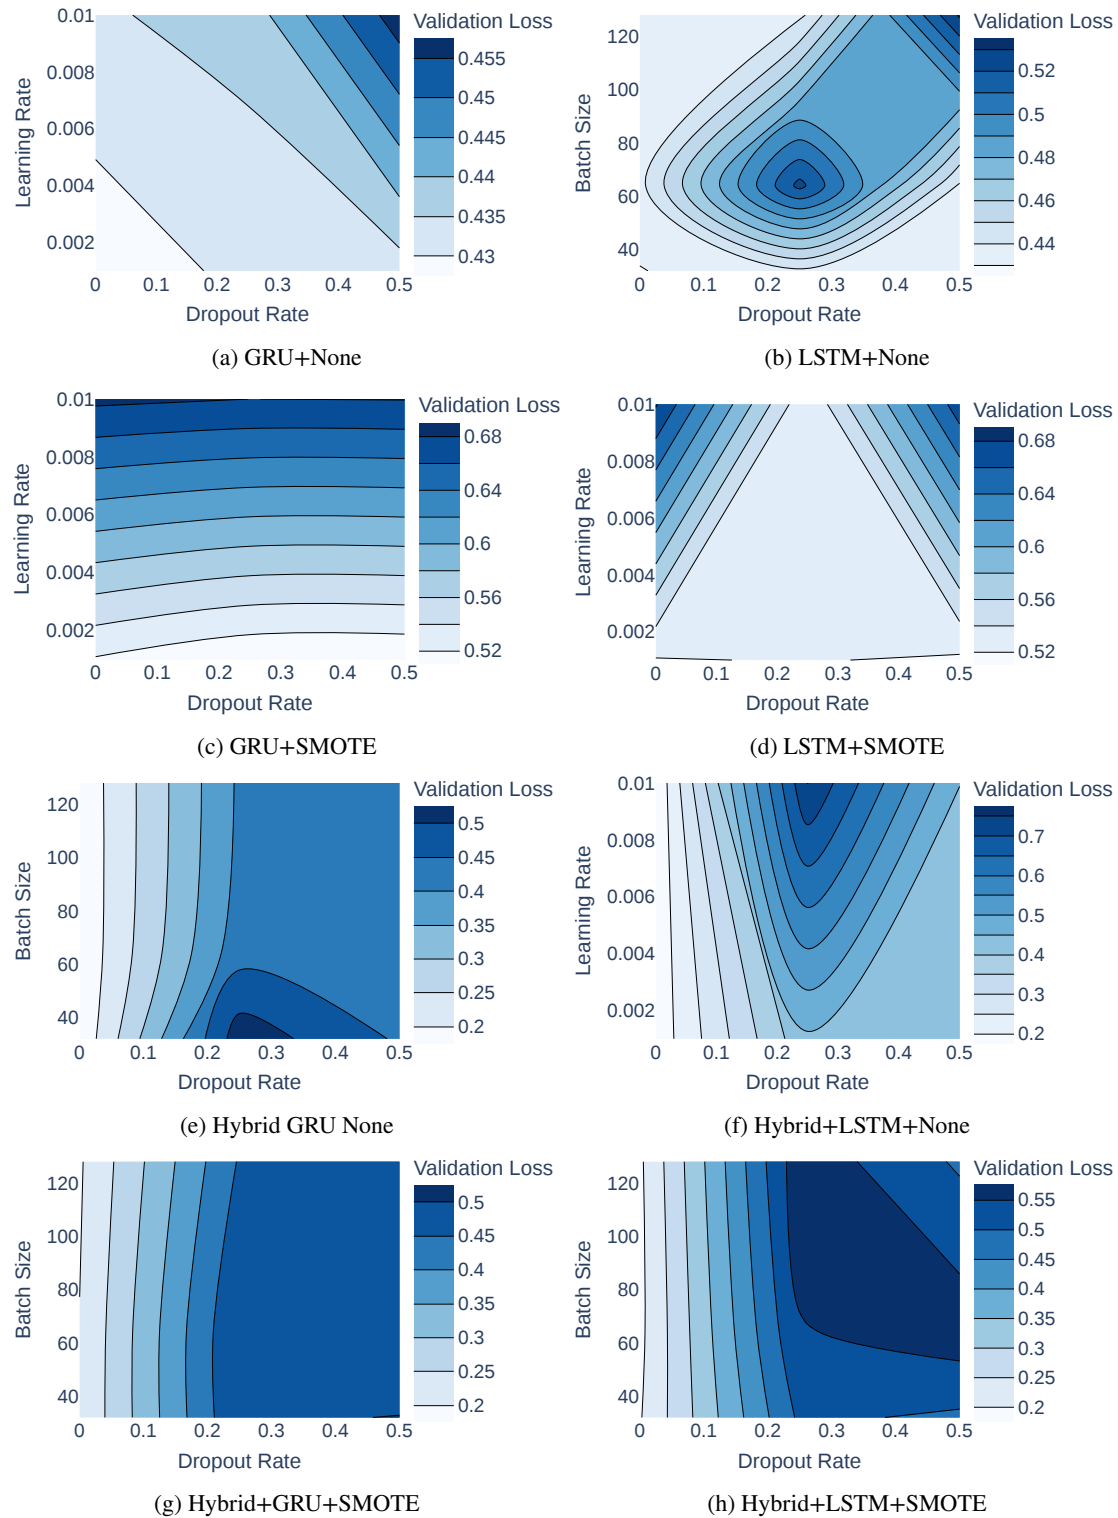 Validation Loss
0.01
0.008
0.006
0.004
0.002
Learning Rate
0.455
0.45
0.445
0.44
0.435
0.43
0 0.1 0.2 0.3 0.4 0.5
Dropout Rate
(a) GRU+None
Validation Loss
120
100
80
60
40
Batch Size
0.52
0.5
0.48
0.46
0.44
0 0.1 0.2 0.3 0.4 0.5
Dropout Rate
(b) LSTM+None
Validation Loss
0.01
0.008
0.006
0.004
0.002
Learning Rate
0.68
0.64
0.6
0.56
0.52
0 0.1 0.2 0.3 0.4 0.5
Dropout Rate
(c) GRU+SMOTE
Validation Loss
0.01
0.008
0.006
0.004
0.002
Learning Rate
0.68
0.64
0.6
0.56
0.52
0 0.1 0.2 0.3 0.4 0.5
Dropout Rate
(d) LSTM+SMOTE
Validation Loss
120
100
80
60
40
Batch Size
0.5
0.45
0.4
0.35
0.3
0.25
0.2
0 0.1 0.2 0.3 0.4 0.5
Dropout Rate
(e) Hybrid GRU None
Validation Loss
0.01
0.008
0.006
0.004
0.002
Learning Rate
0.7
0.6
0.5
0.4
0.3
0.2
0 0.1 0.2 0.3 0.4 0.5
Dropout Rate
(f) Hybrid+LSTM+None
Validation Loss
120
100
80
60
40
Batch Size
0.5
0.45
0.4
0.35
0.3
0.25
0.2
0 0.1 0.2 0.3 0.4 0.5
Dropout Rate
(g) Hybrid+GRU+SMOTE
Validation Loss
120
100
80
60
40
Batch Size
0.55
0.5
0.45
0.4
0.35
0.3
0.25
0.2
0 0.1 0.2 0.3 0.4 0.5
Dropout Rate
(h) Hybrid+LSTM+SMOTE